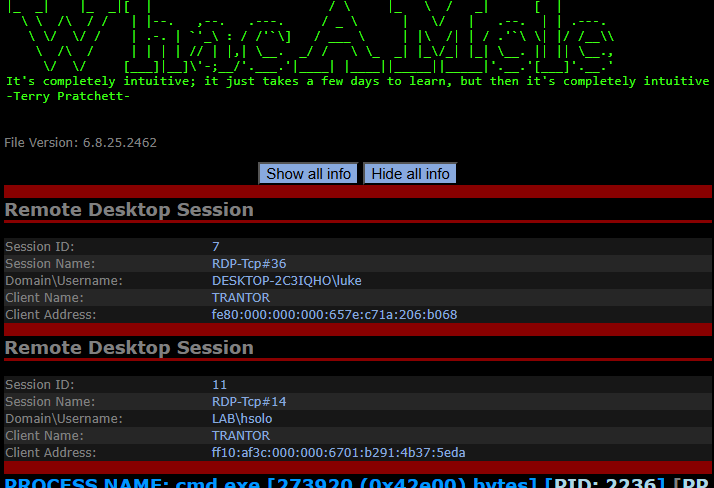 It's completely intuitive; it just takes a few days to learn, but then it's completely intuitive
-Terry Pratchett-
File Version: 6.8.25.2462
Show all info Hide all info
Remote Desktop Session
Session ID: 7
Session Name: RDP-Tcp#36
Domain\Username: DESKTOP-2C3IQHO\luke
Client Name: TRANTOR
Client Address: fe80:000:000:000:657e:c71a:206:b068
Remote Desktop Session
Session ID: 11
Session Name: RDP-Tcp#14
Domain\Username: LAB\hsolo
Client Name: TRANTOR
Client Address: ff10:af3c:000:000:6701:b291:4b37:5eda
PROCESS NAME: cmd.exe [273920 (0x42e00) bytes] [PID: 2236] [PP